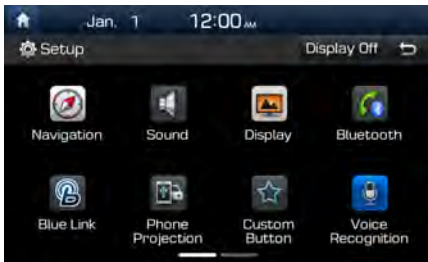 Jan. 1 12:00 AM
Setup Display Off
Navigation Sound Display Bluetooth
Blue Link Phone Projection Custom Button Voice Recognition